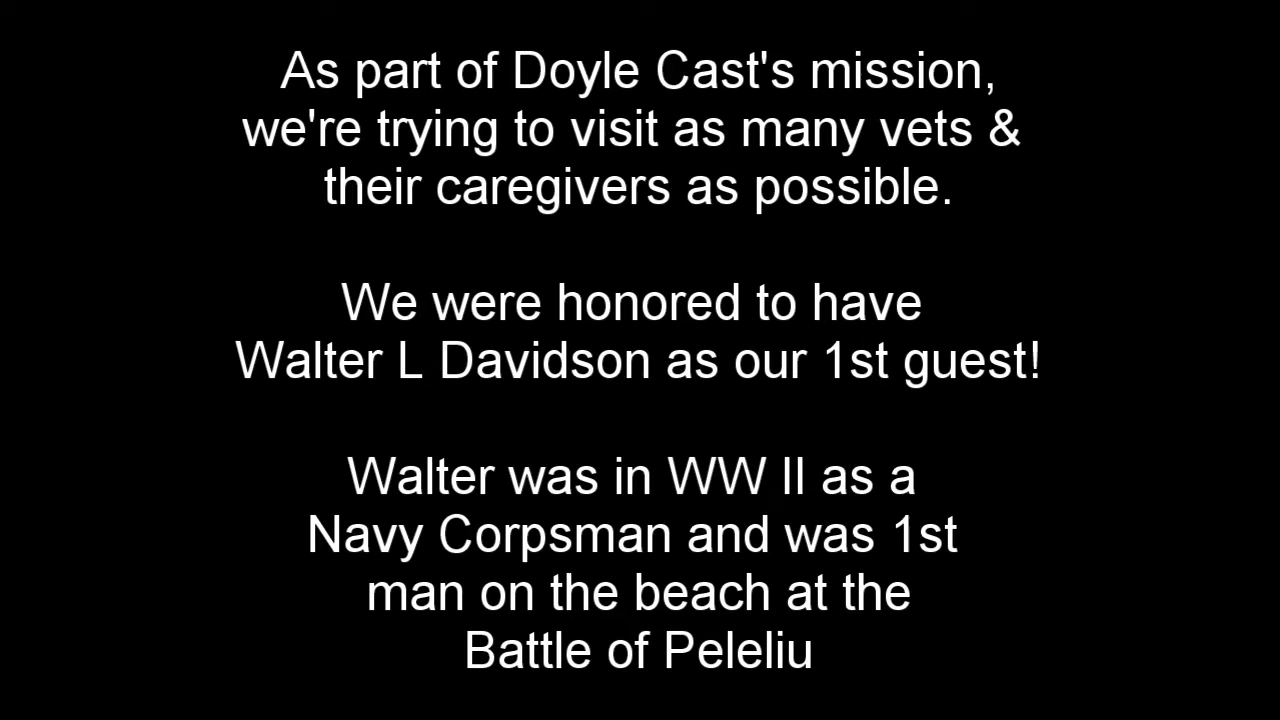 As part of Doyle Cast's mission,
we're trying to visit as many vets &
their caregivers as possible.
We were honored to have
Walter L Davidson as our 1st guest!
Walter was in WW II as a
Navy Corpsman and was 1st
man on the beach at the
Battle of Peleliu